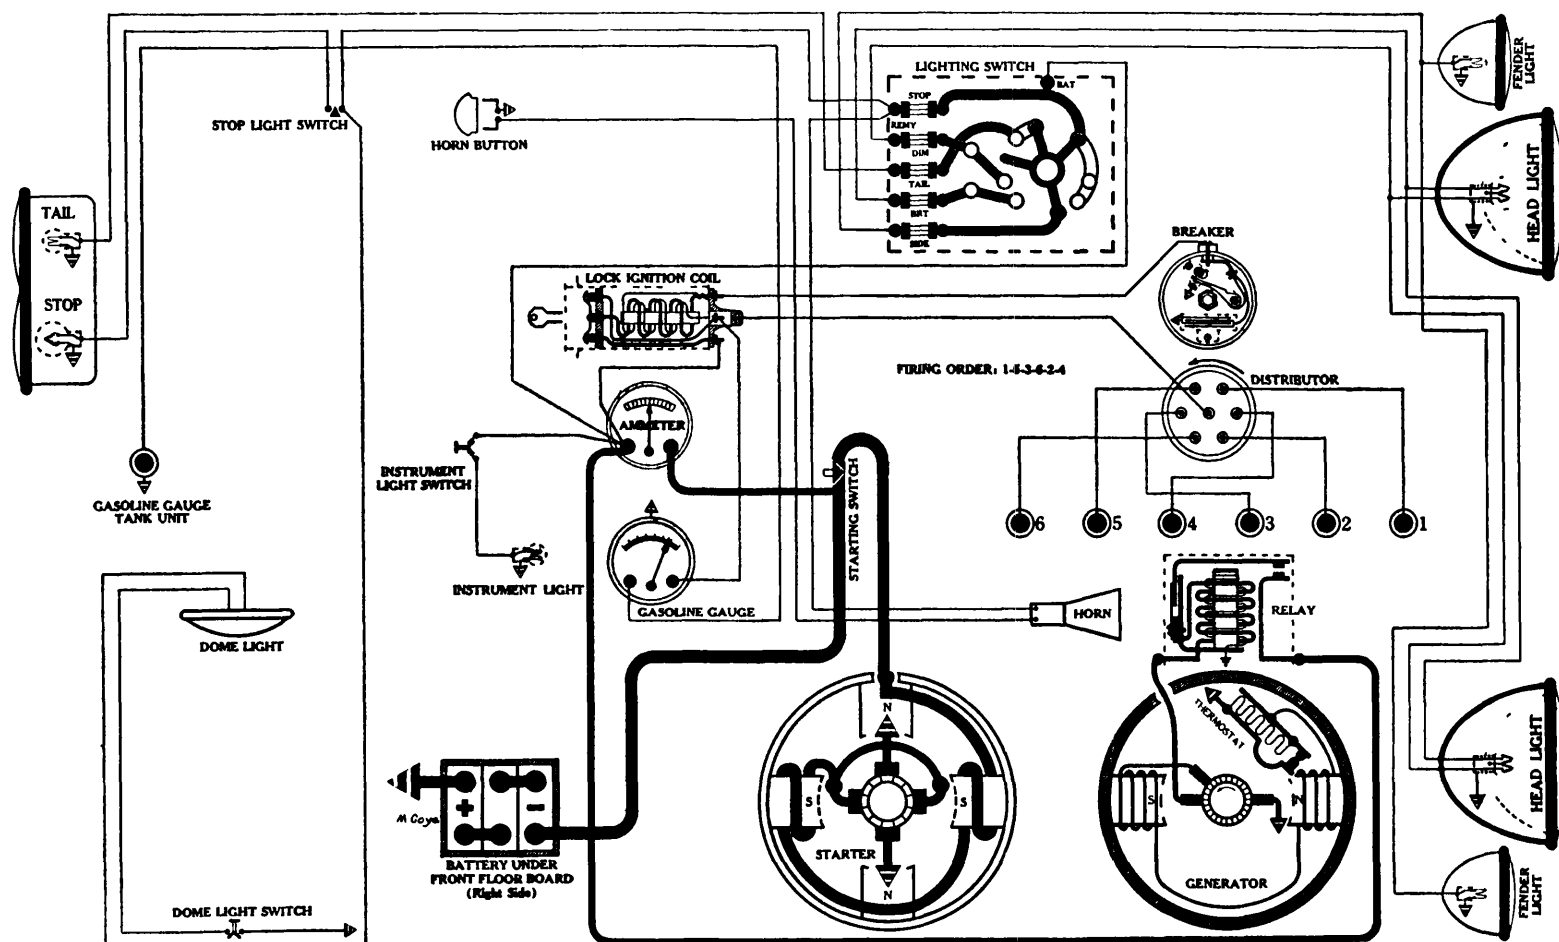 LIGHTING SWITCH
BAT
STOP
REMY
DIM
TAIL
BRT
SIDE
FENDER
LIGHT
HEAD LIGHT
STOP LIGHT SWITCH
HORN BUTTON
TAIL
STOP
BREAKER
LOCK IGNITION COIL
FIRING ORDER: 1-5-3-6-2-4
DISTRIBUTOR
AMMETER
INSTRUMENT
LIGHT SWITCH
STARTING SWITCH
GASOLINE GAUGE
TANK UNIT
6
5
4
3
2
1
INSTRUMENT LIGHT
GASOLINE GAUGE
HORN
RELAY
DOME LIGHT
THERMOSTAT
N
S
S
N
STARTER
S
N
GENERATOR
HEAD LIGHT
+
-
M Coya
BATTERY UNDER
FRONT FLOOR BOARD
(Right Side)
DOME LIGHT SWITCH
FENDER
LIGHT